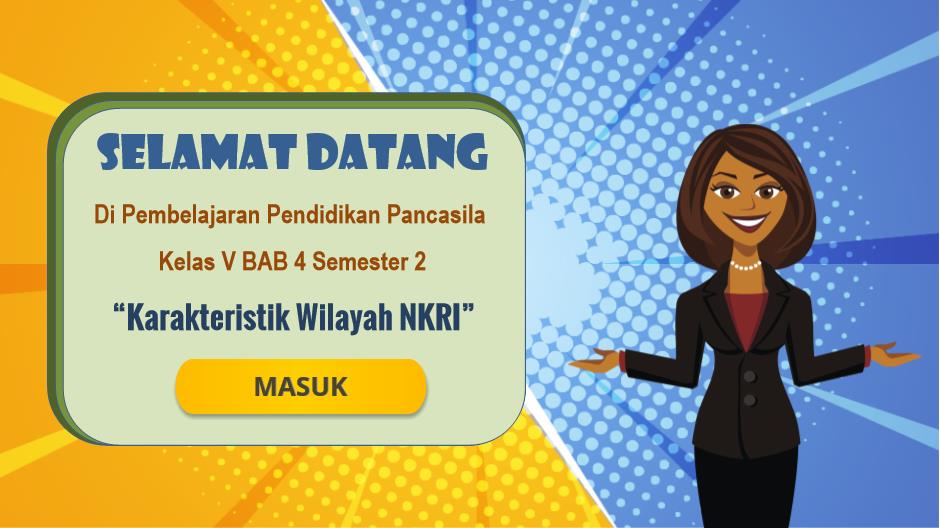 SELAMAT DATANG
Di Pembelajaran Pendidikan Pancasila
Kelas V BAB 4 Semester 2
“Karakteristik Wilayah NKRI”
MASUK